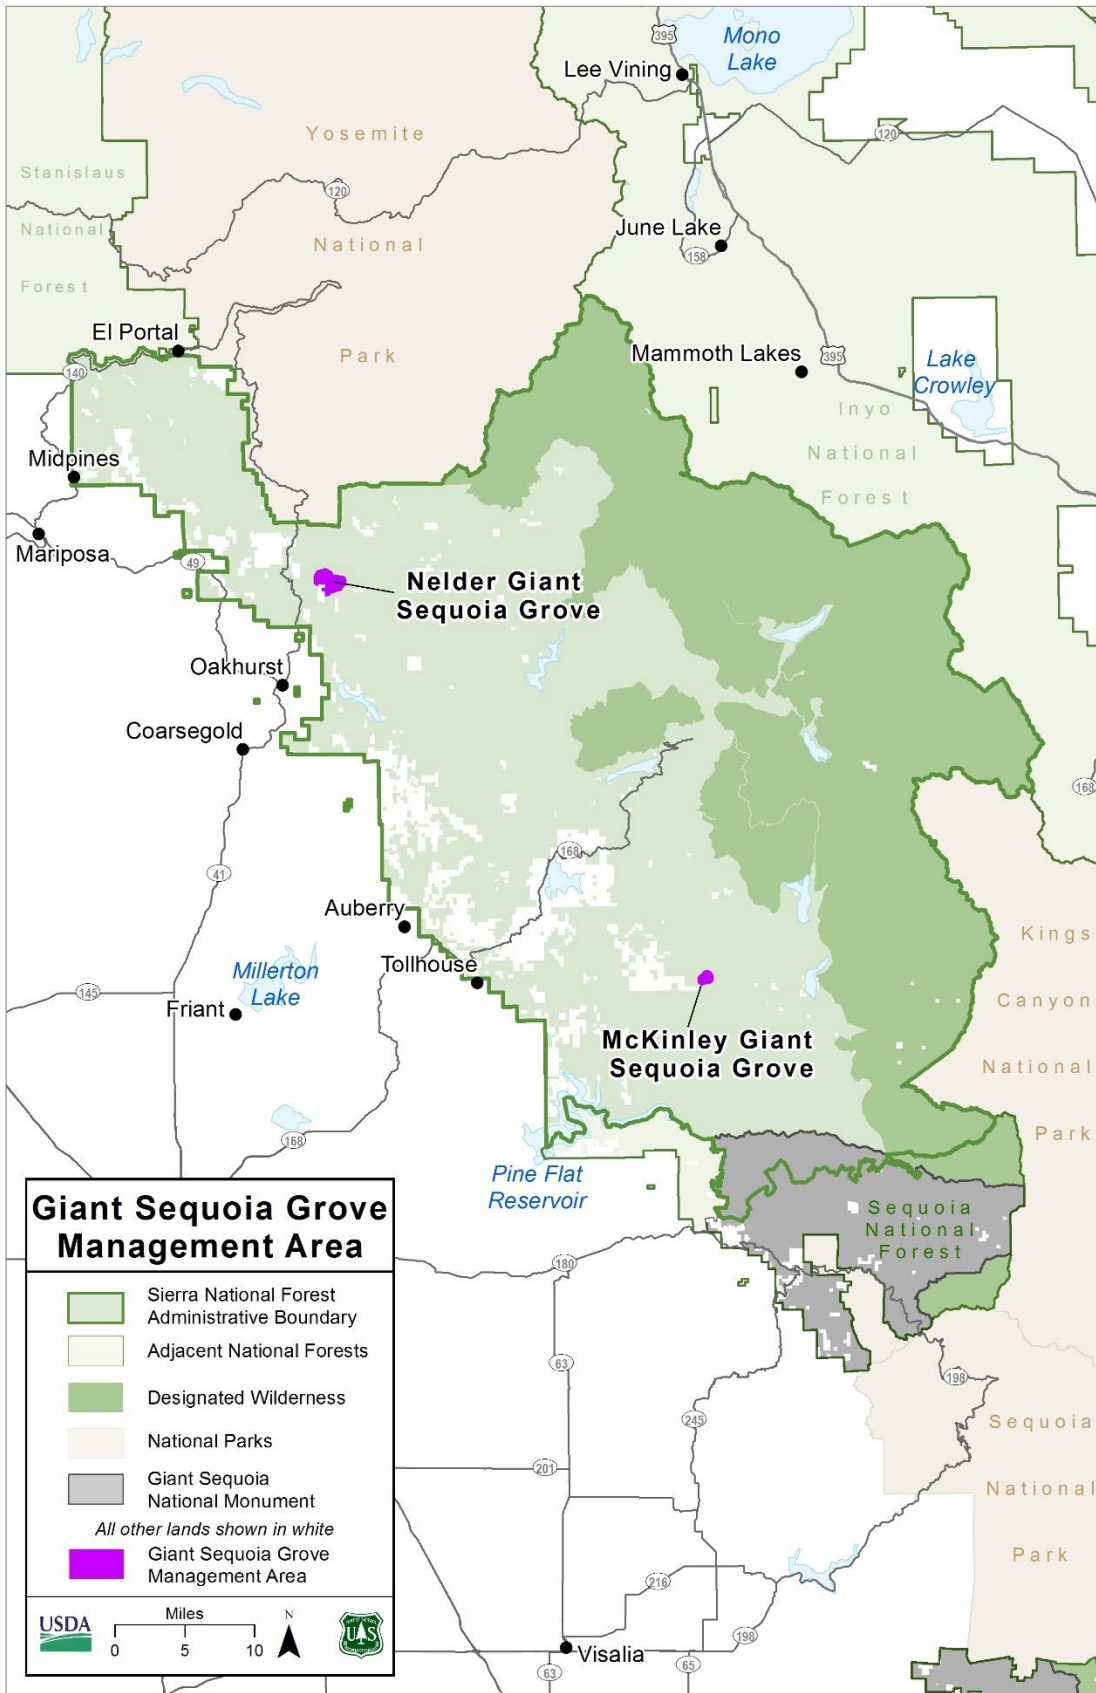 395
Mono
Lake
Lee Vining
120
Yosemite
Stanislaus
120
National
National
June Lake
158
Forest
El Portal
140
Park
Mammoth Lakes
395
Lake
Crowley
Inyo
National
Forest
Midpines
Mariposa
49
Nelder Giant
Sequoia Grove
Oakhurst
Coarsegold
168
168
41
Auberry
Kings
Tollhouse
Millerton
Lake
145
Friant
Canyon
McKinley Giant
Sequoia Grove
National
168
Park
Pine Flat
Reservoir
Sequoia
National
Forest
180
63
198
245
Sequoia
201
National
Park
216
198
Visalia
63
65
Giant Sequoia Grove
Management Area
Sierra National Forest
Administrative Boundary
Adjacent National Forests
Designated Wilderness
National Parks
Giant Sequoia
National Monument
All other lands shown in white
Giant Sequoia Grove
Management Area
USDA
Miles
0 5 10
N
U S